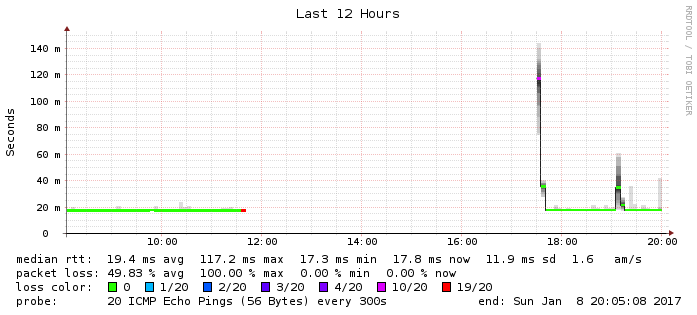 Last 12 Hours
RRDTOOL / TOBI OETIKER
Seconds
140 m
120 m
100 m
80 m
60 m
40 m
20 m
0
10:00 12:00 14:00 16:00 18:00 20:00
median rtt: 19.4 ms avg 117.2 ms max 17.3 ms min 17.8 ms now 11.9 ms sd 1.6 am/s
packet loss: 49.83 % avg 100.00 % max 0.00 % min 0.00 % now
loss color: 0 1/20 2/20 3/20 4/20 10/20 19/20
probe: 20 ICMP Echo Pings (56 Bytes) every 300s end: Sun Jan 8 20:05:08 2017